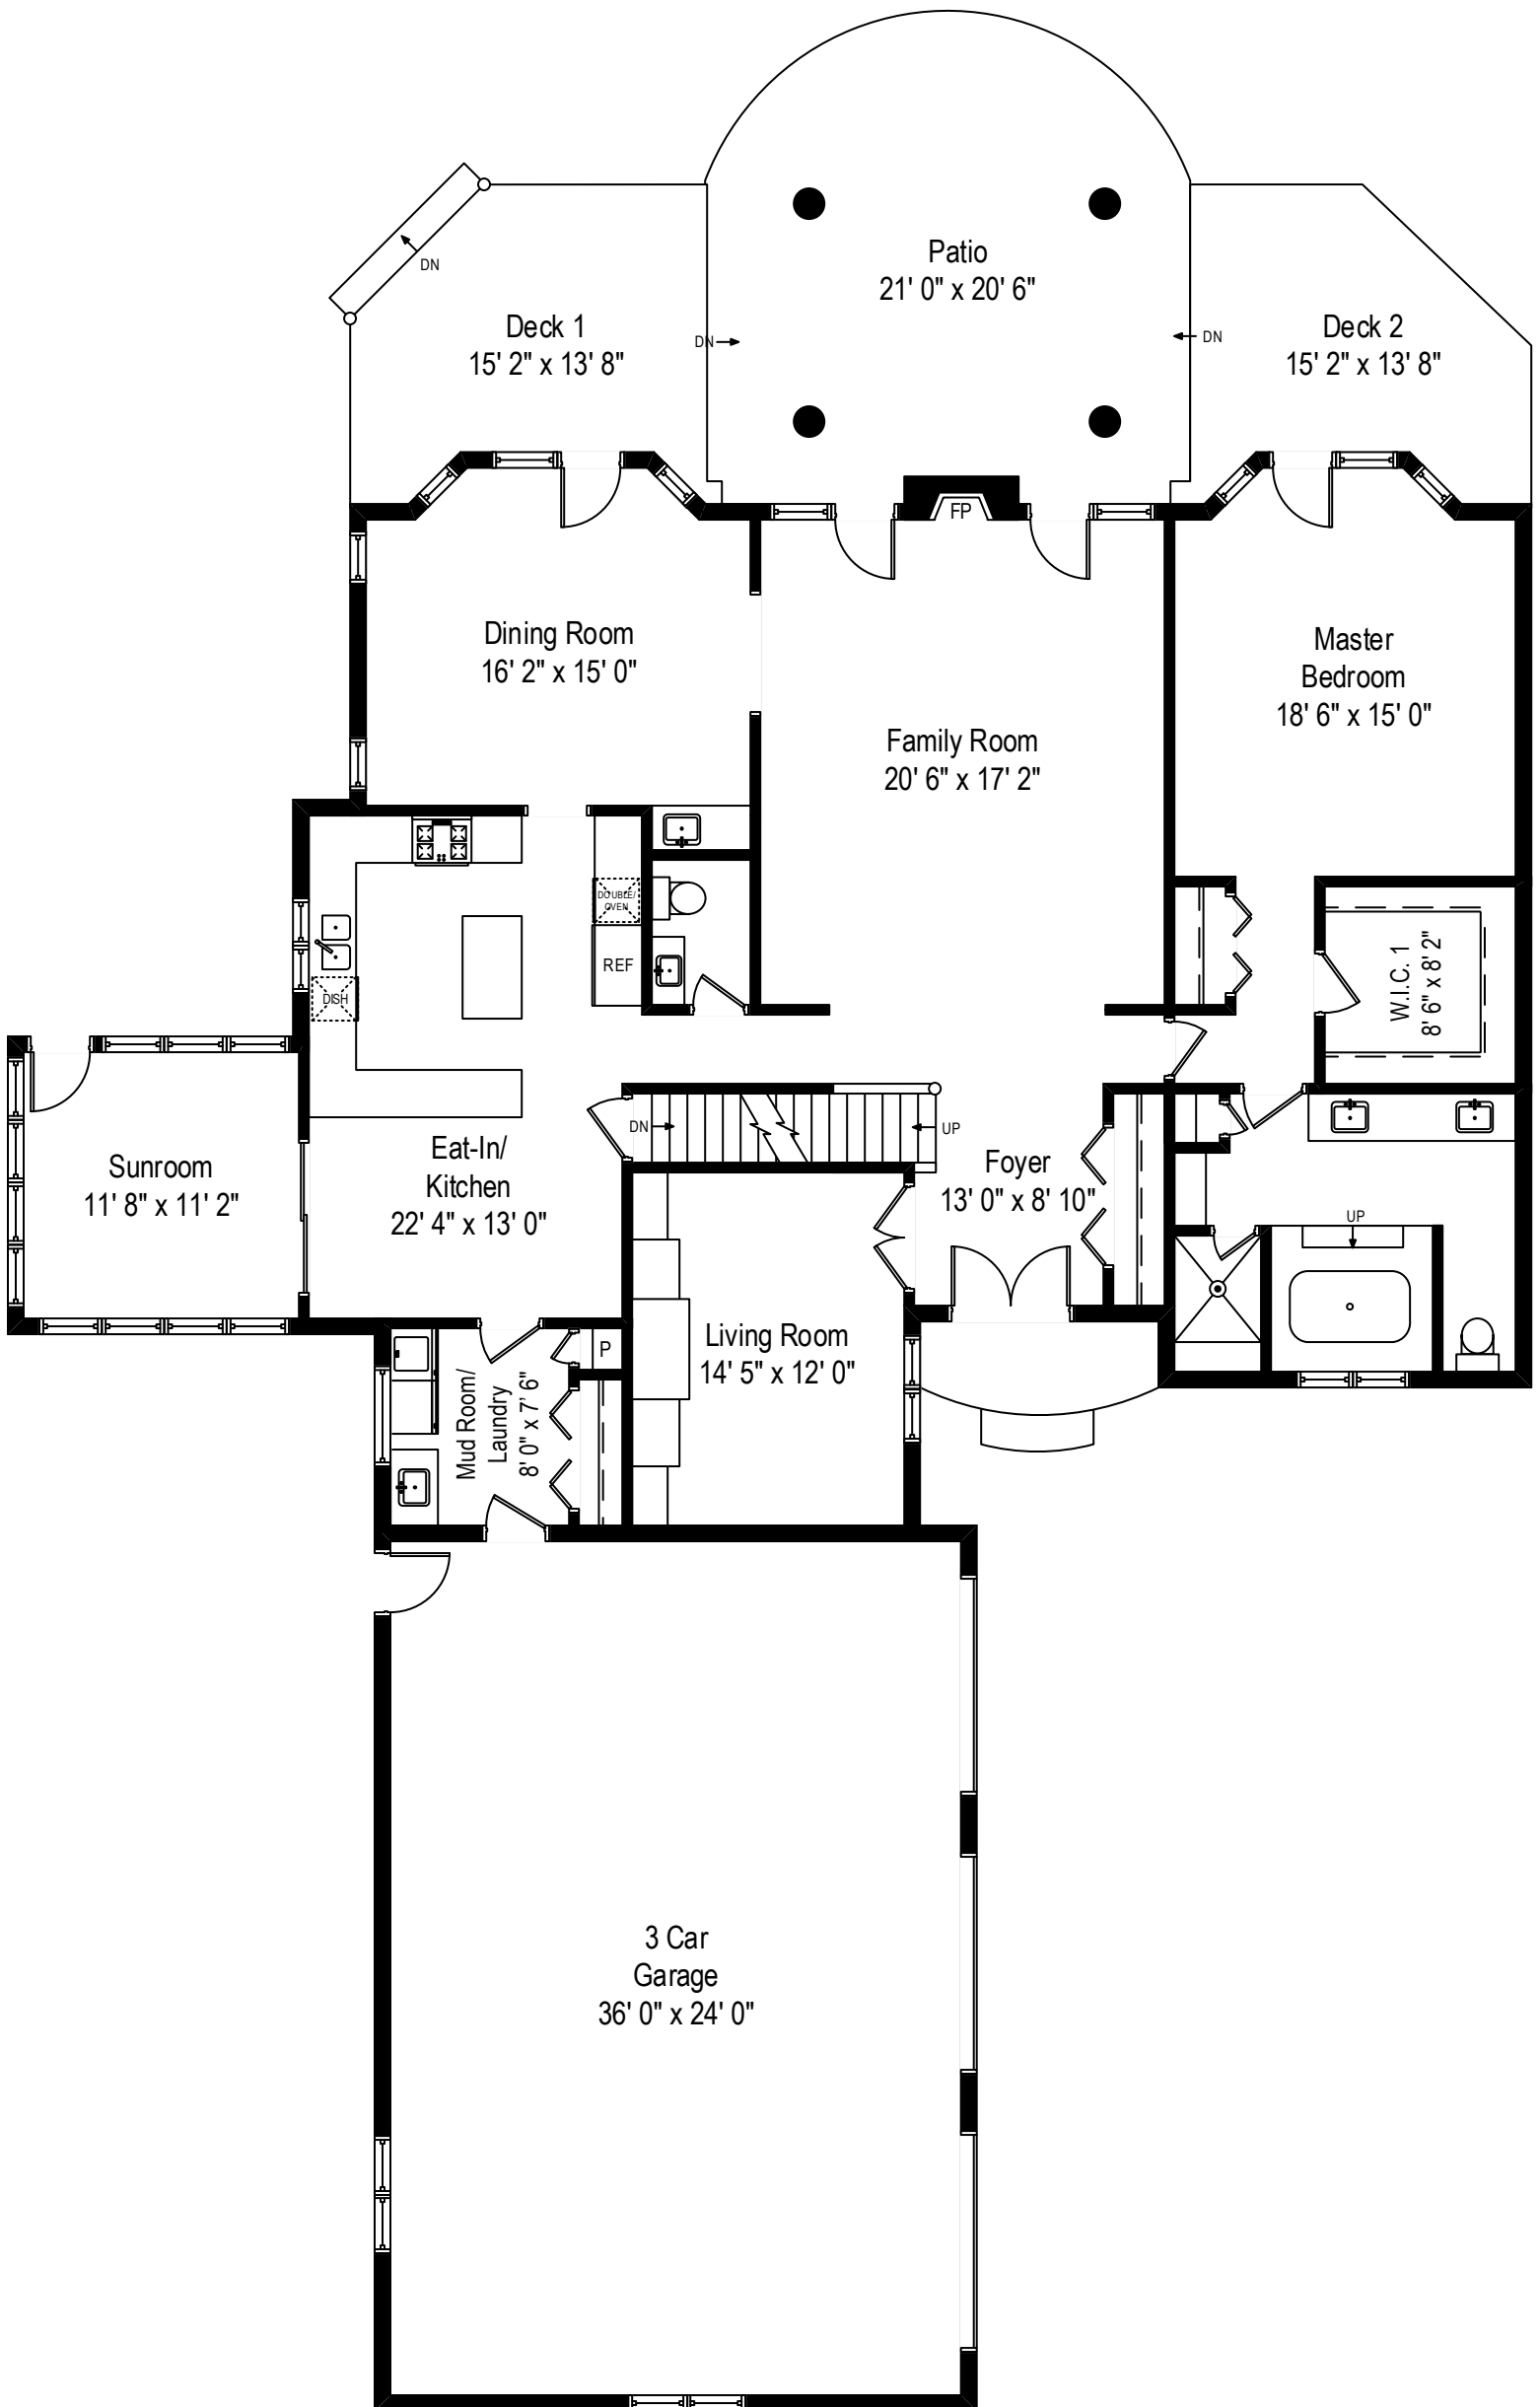 Patio
21' 0" x 20' 6"
DN
Deck 1
15' 2" x 13' 8"
DN
DN
Deck 2
15' 2" x 13' 8"
FP
Dining Room
16' 2" x 15' 0"
Master
Bedroom
18' 6" x 15' 0"
Family Room
20' 6" x 17' 2"
DOUBLE/
OVEN
REF
DISH
W.I.C. 1
8' 6" x 8' 2"
DN
UP
Eat-In/
Kitchen
22' 4" x 13' 0"
Sunroom
11' 8" x 11' 2"
Foyer
13' 0" x 8' 10"
UP
Living Room
14' 5" x 12' 0"
P
Mud Room/
Laundry
8' 0" x 7' 6"
3 Car
Garage
36' 0" x 24' 0"